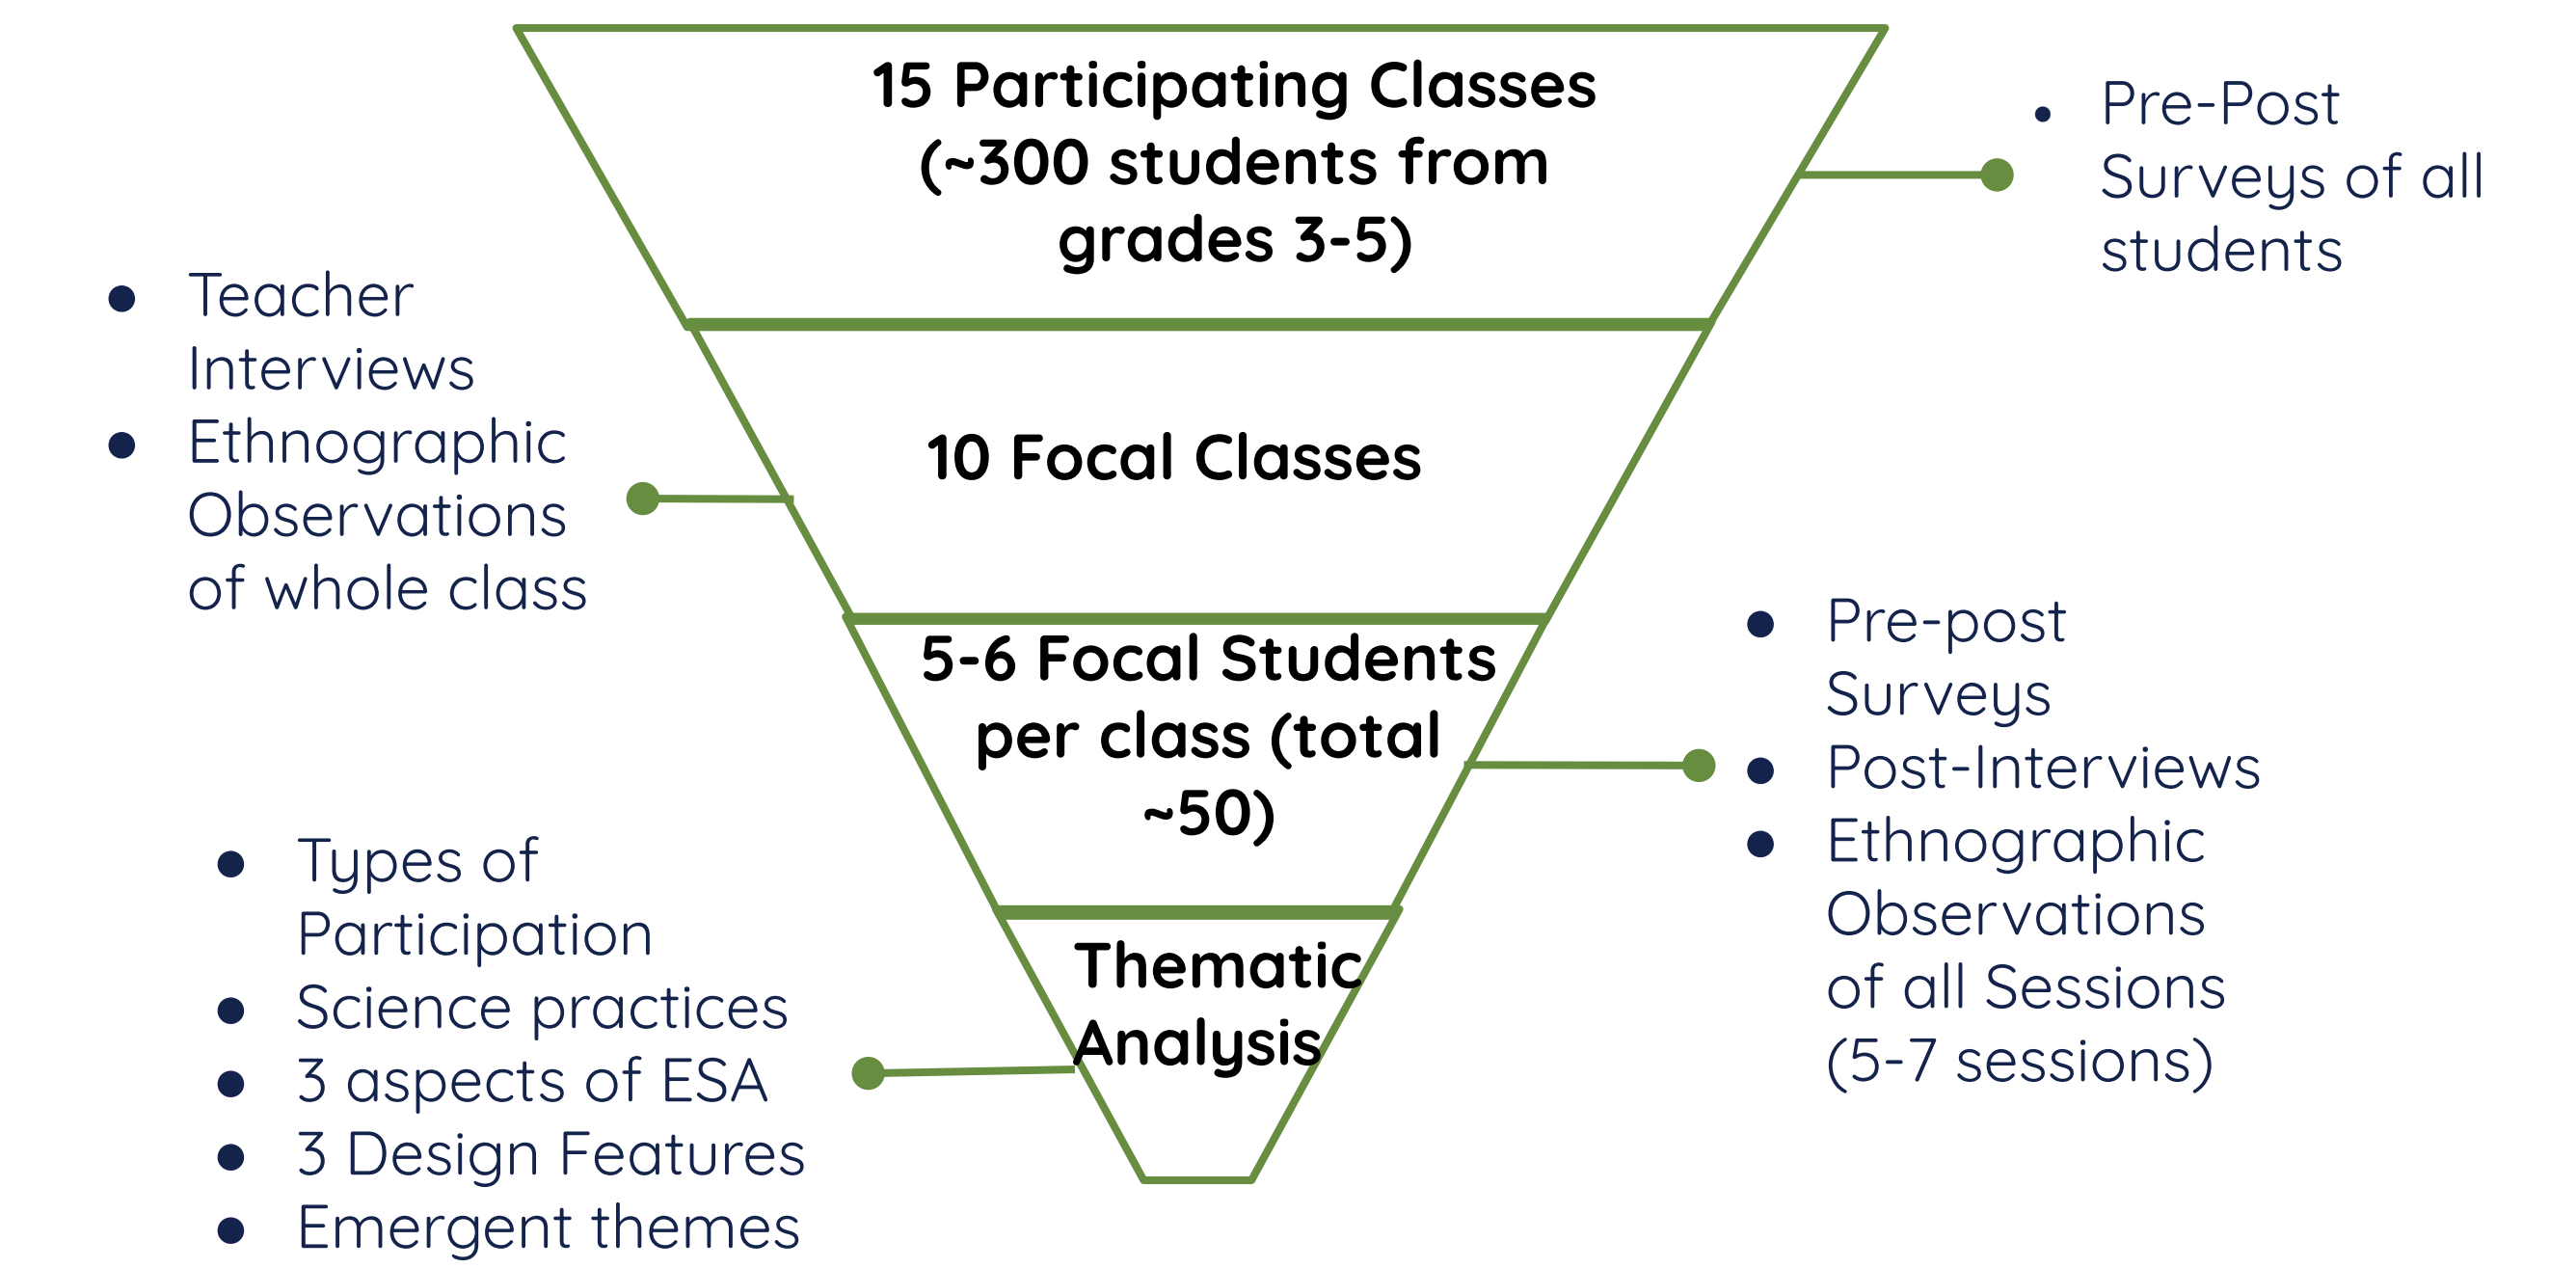 15 Participating Classes
(~300 students from
grades 3-5)
• Pre-Post
Surveys of all
students
● Teacher
Interviews
● Ethnographic
Observations
of whole class
10 Focal Classes
5-6 Focal Students
per class (total
~50)
● Pre-post
Surveys
● Post-Interviews
● Ethnographic
Observations
of all Sessions
(5-7 sessions)
● Types of
Participation
● Science practices
● 3 aspects of ESA
● 3 Design Features
● Emergent themes
Thematic
Analysis